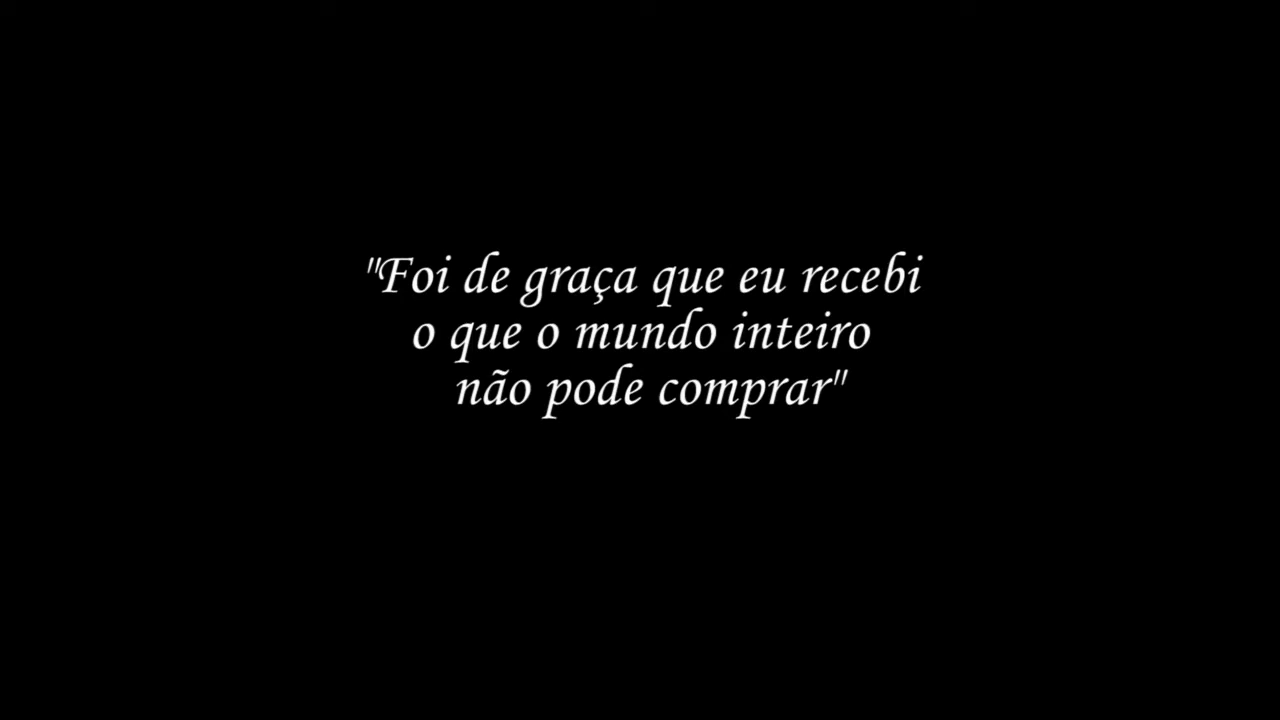 "Foi de graça que eu recebi
o que o mundo inteiro
não pode comprar"